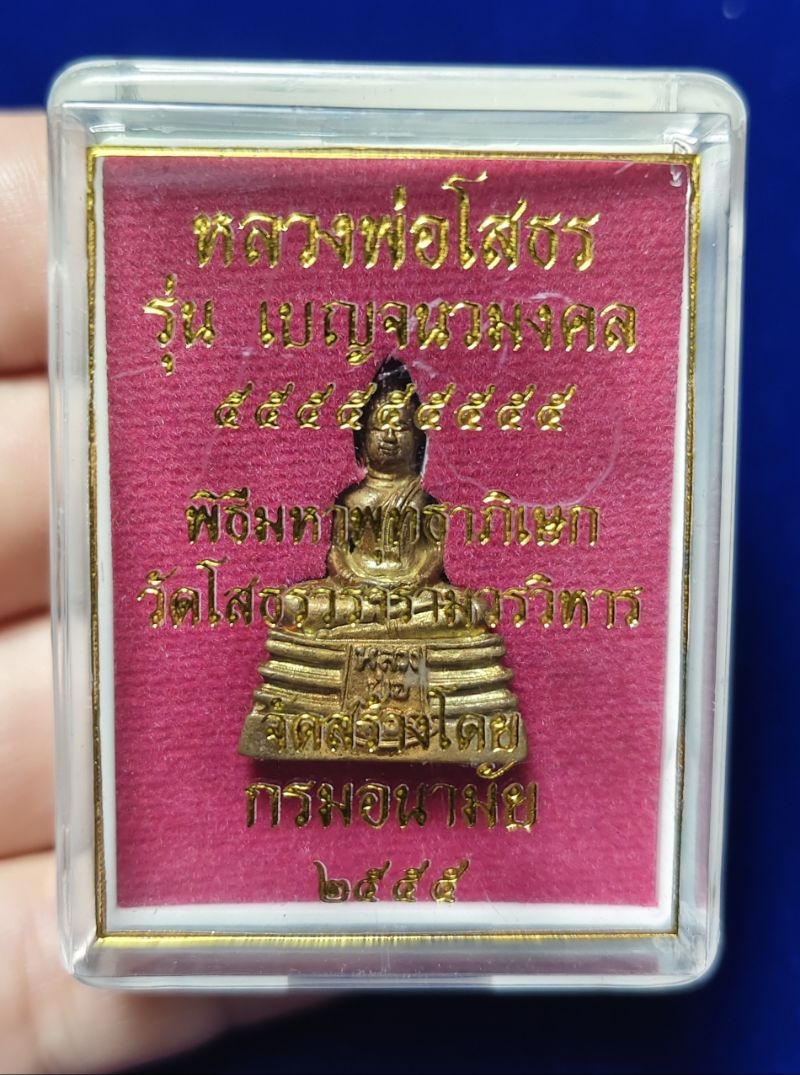 หลวงพ่อโสธร
รุ่น เบญจนวมงคล
๕๕๕๕๕๕๕๕๕
พิธีมหาพุทธาภิเษก
วัดโสธรวรารามวรวิหาร
หลวง
พ่อ
จัดสร้างโดย
กรมอนามัย
๒๕๕๕